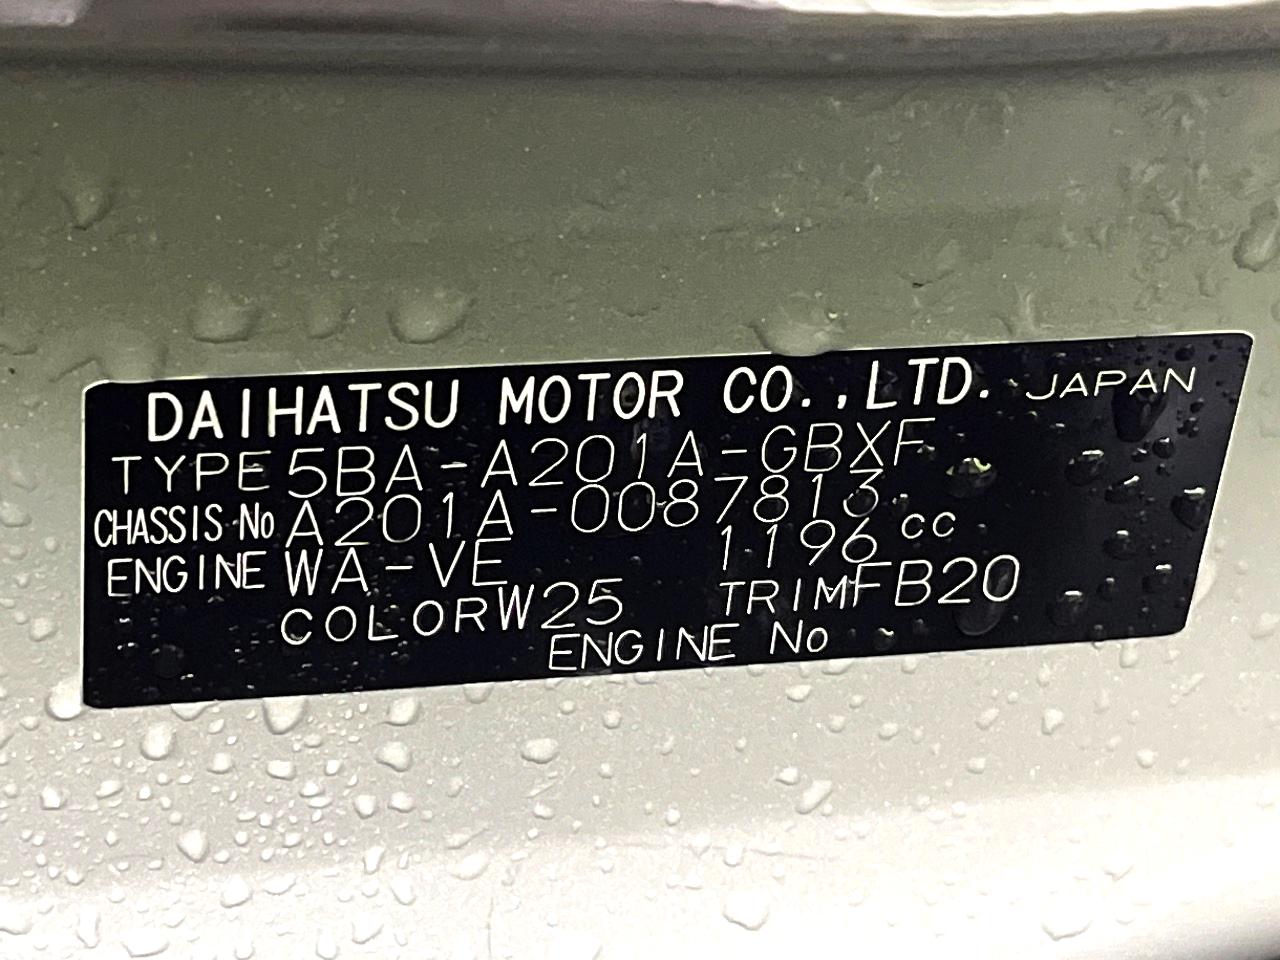 DAIHATSU MOTOR CO.,LTD. JAPAN
TYPE 5BA-A201A-GBXF
CHASSIS No A201A-0087813
ENGINE WA-VE 1196 cc
COLOR W25 TRIM FB20
ENGINE No